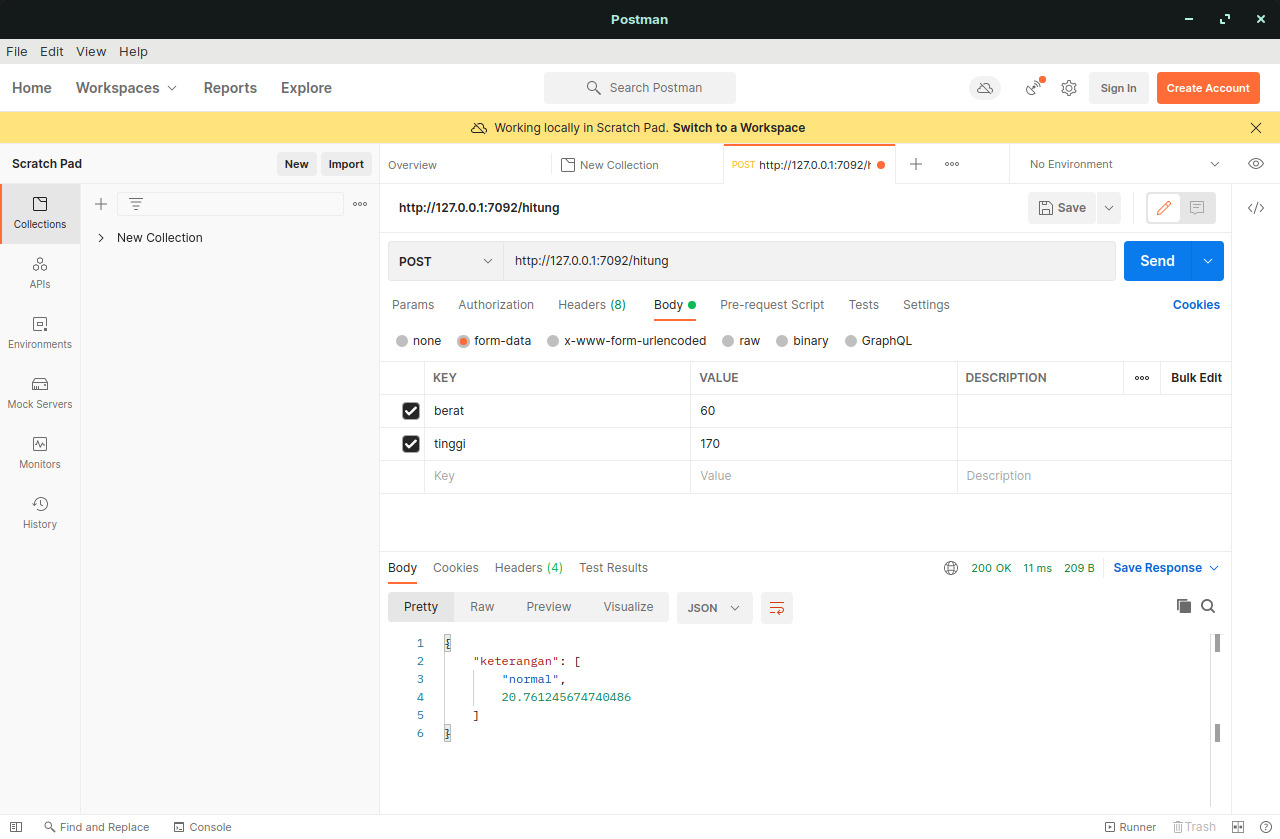 Postman
File Edit View Help
Home Workspaces Reports Explore Search Postman Sign In Create Account
Working locally in Scratch Pad. Switch to a Workspace
Scratch Pad New Import Overview New Collection POST http://127.0.0.1:7092/h No Environment
Collections
APIs
Environments
Mock Servers
Monitors
History
New Collection
http://127.0.0.1:7092/hitung Save
POST http://127.0.0.1:7092/hitung Send
Params Authorization Headers (8) Body Pre-request Script Tests Settings Cookies
none form-data x-www-form-urlencoded raw binary GraphQL
KEY VALUE DESCRIPTION Bulk Edit
berat 60
tinggi 170
Key Value Description
Body Cookies Headers (4) Test Results 200 OK 11 ms 209 B Save Response
Pretty Raw Preview Visualize JSON
1 {
2 "keterangan": [
3 "normal",
4 20.761245674740486
5 ]
6 }
Find and Replace Console Runner Trash